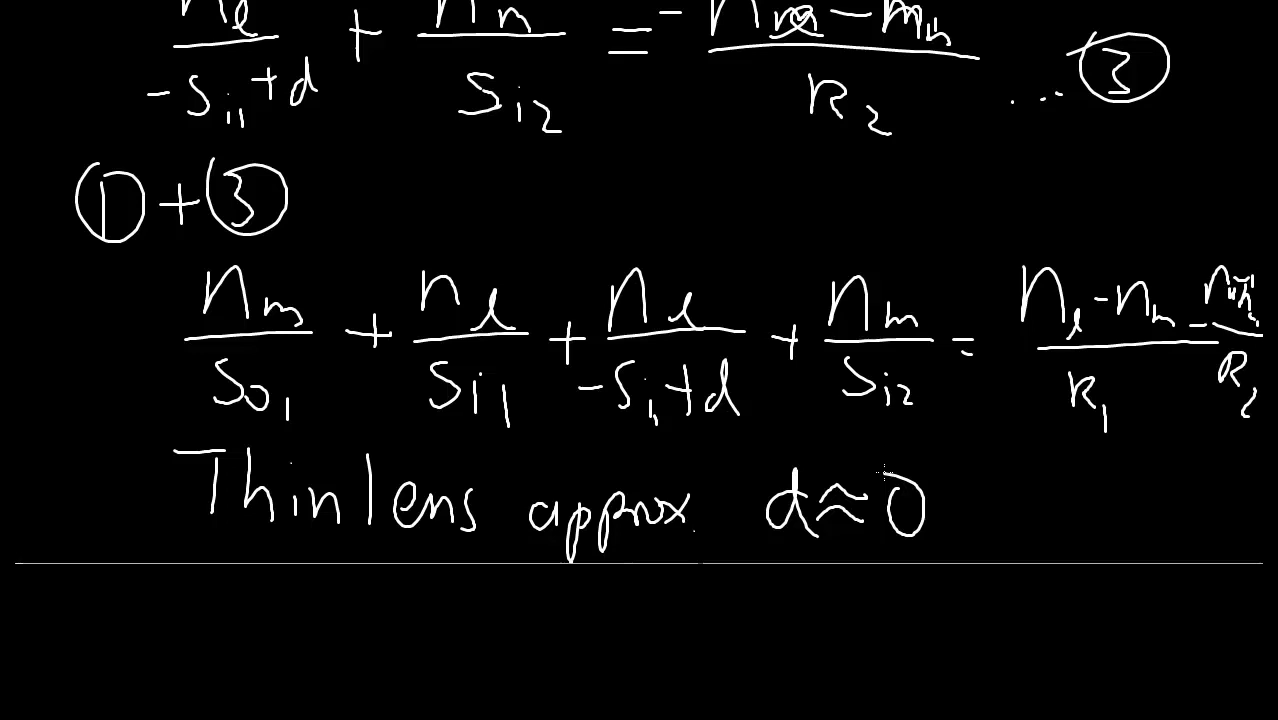 n_l/(-s_i1+d) + n_m/s_i2 = -(n_l - n_m)/R_2 ... ③
① + ③
n_m/s_o1 + n_l/s_i1 + n_l/(-s_i1+d) + n_m/s_i2 = (n_l - n_m)/R_1 - /R_2
Thin lens approx. d ≈ 0